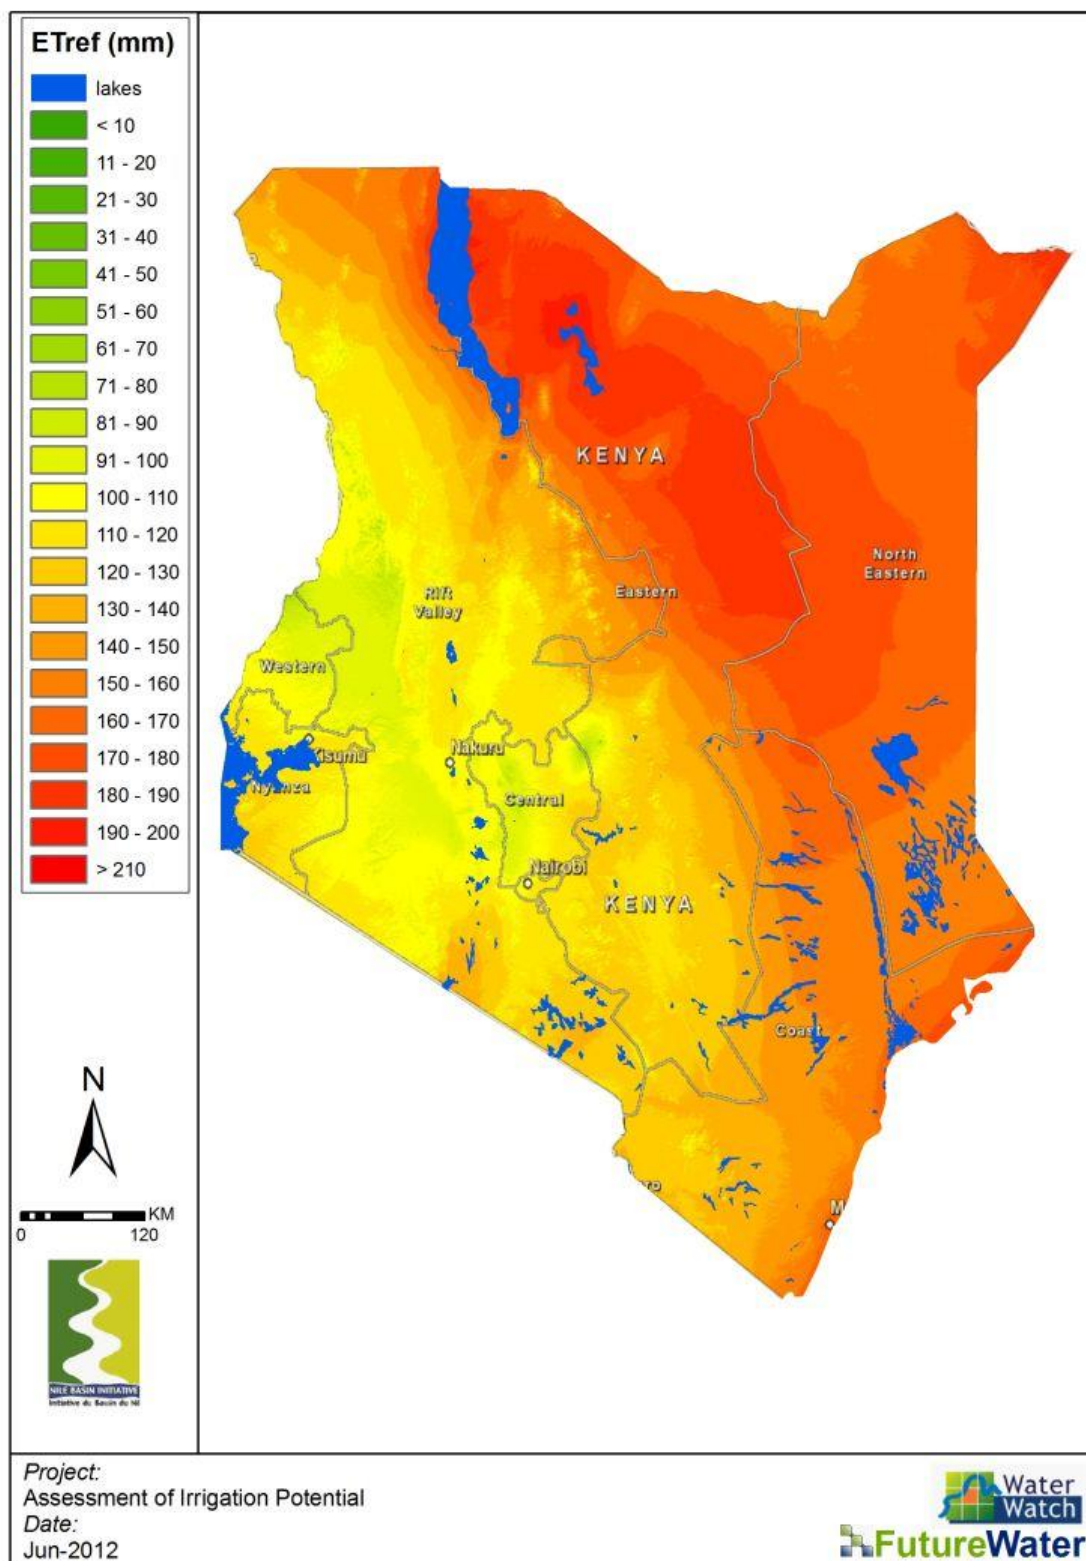 ETref (mm)
lakes
< 10
11 - 20
21 - 30
31 - 40
41 - 50
51 - 60
61 - 70
71 - 80
81 - 90
91 - 100
100 - 110
110 - 120
120 - 130
130 - 140
140 - 150
150 - 160
160 - 170
170 - 180
180 - 190
190 - 200
> 210
KENYA
North
Eastern
Rift
Valley
Eastern
Western
Kisumu
Nakuru
Nyanza
Central
Nairobi
KENYA
Coast
M
N
KM
0 120
NILE BASIN INITIATIVE
Initiative du Bassin du Nil
Project:
Assessment of Irrigation Potential
Date:
Jun-2012
Water
Watch
FutureWater